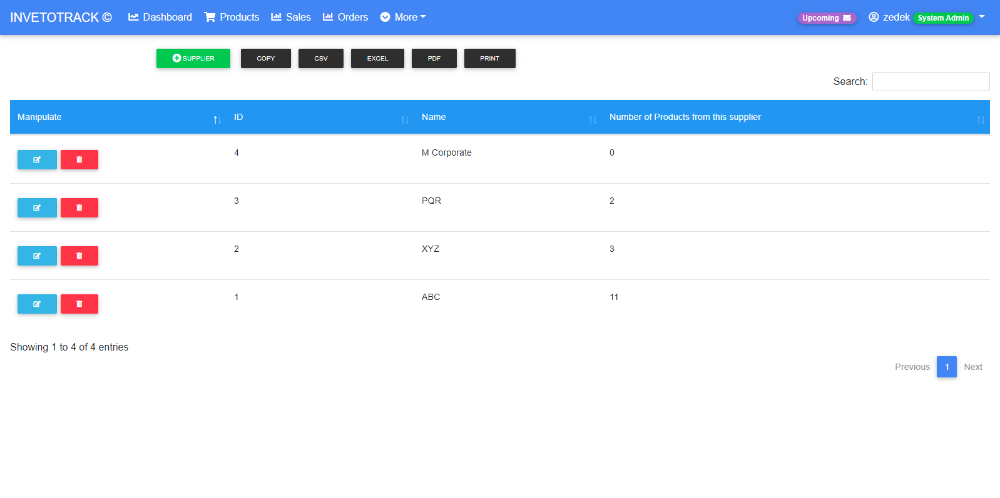 INVETOTRACK © Dashboard Products Sales Orders More Upcoming zedek System Admin
SUPPLIER COPY CSV EXCEL PDF PRINT
Search:
Manipulate ID Name Number of Products from this supplier
4 M Corporate 0
3 PQR 2
2 XYZ 3
1 ABC 11
Showing 1 to 4 of 4 entries
Previous 1 Next